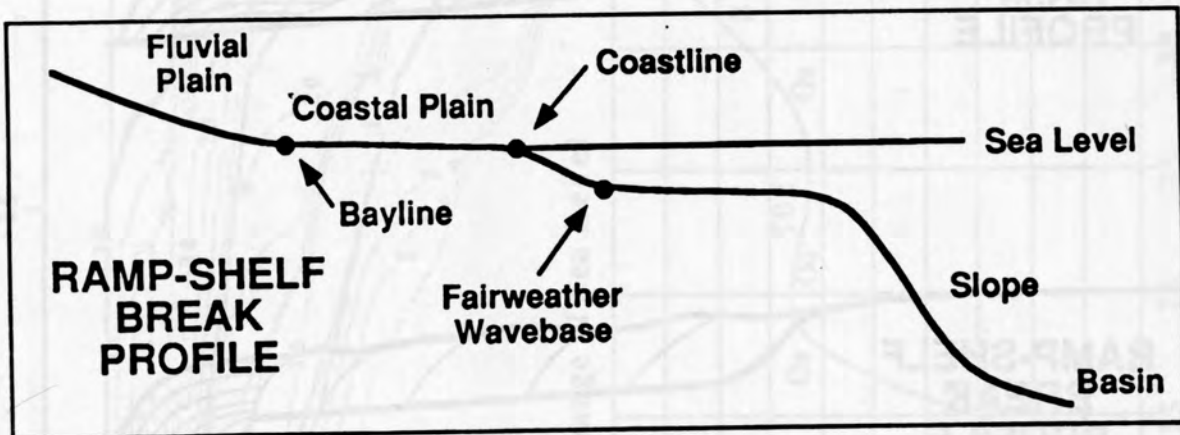 Fluvial
Plain
Coastline
Coastal Plain
Sea Level
Bayline
RAMP-SHELF
BREAK
PROFILE
Fairweather
Wavebase
Slope
Basin